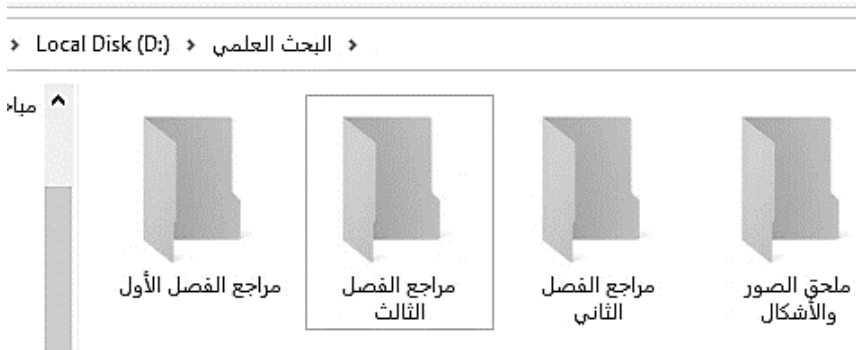 > Local Disk (D:) > البحث العلمي >
مراجع الفصل الأول
مراجع الفصل
الثالث
مراجع الفصل
الثاني
ملحق الصور
والأشكال